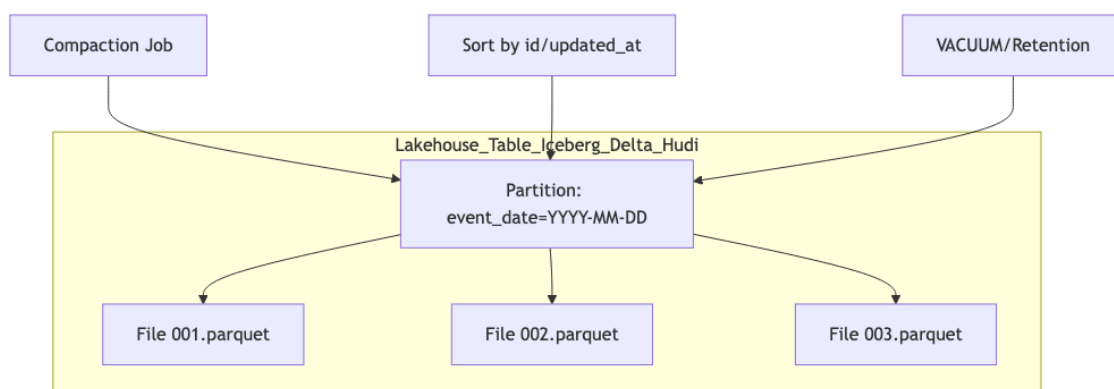 Compaction Job
Sort by id/updated_at
VACUUM/Retention
Lakehouse_Table_Iceberg_Delta_Hudi
Partition:
event_date=YYYY-MM-DD
File 001.parquet
File 002.parquet
File 003.parquet